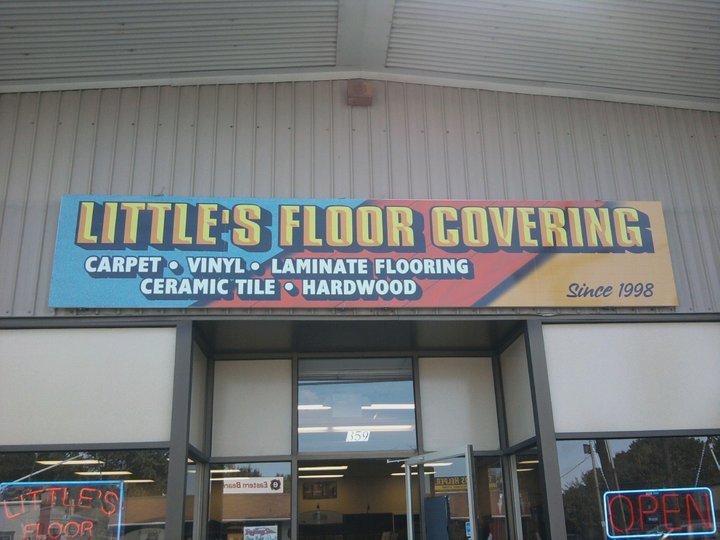 LITTLE'S FLOOR COVERING
CARPET • VINYL • LAMINATE FLOORING
CERAMIC TILE • HARDWOOD
Since 1998
359
LITTLE'S
FLOOR
OPEN